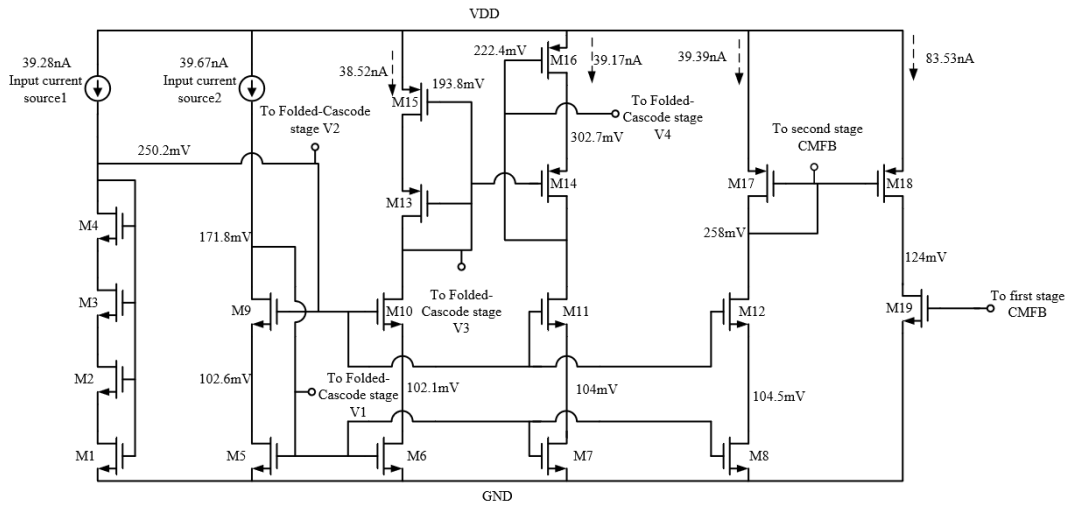 VDD
39.28nA
Input current
source1
39.67nA
Input current
source2
38.52nA
M15
193.8mV
222.4mV
M16
39.17nA
39.39nA
83.53nA
To Folded-Cascode
stage V2
250.2mV
To Folded-
Cascode stage
V4
302.7mV
To second stage
CMFB
M4
M13
M14
M17
M18
171.8mV
258mV
124mV
M3
M9
M10
To Folded-
Cascode stage
V3
M11
M12
M19
To first stage
CMFB
M2
102.6mV
To Folded-
Cascode stage
V1
102.1mV
104mV
104.5mV
M1
M5
M6
M7
M8
GND